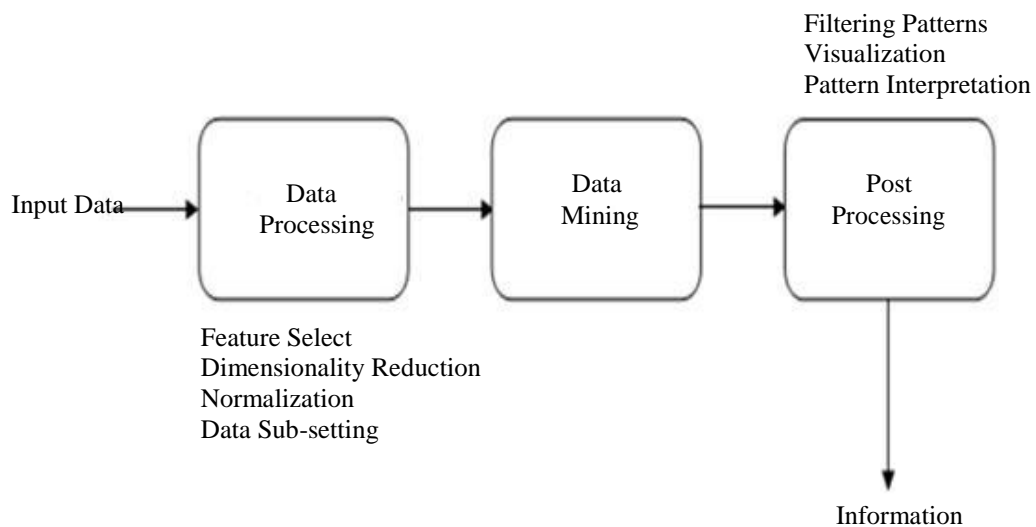 Filtering Patterns
Visualization
Pattern Interpretation
Input Data
Data
Processing
Data
Mining
Post
Processing
Feature Select
Dimensionality Reduction
Normalization
Data Sub-setting
Information